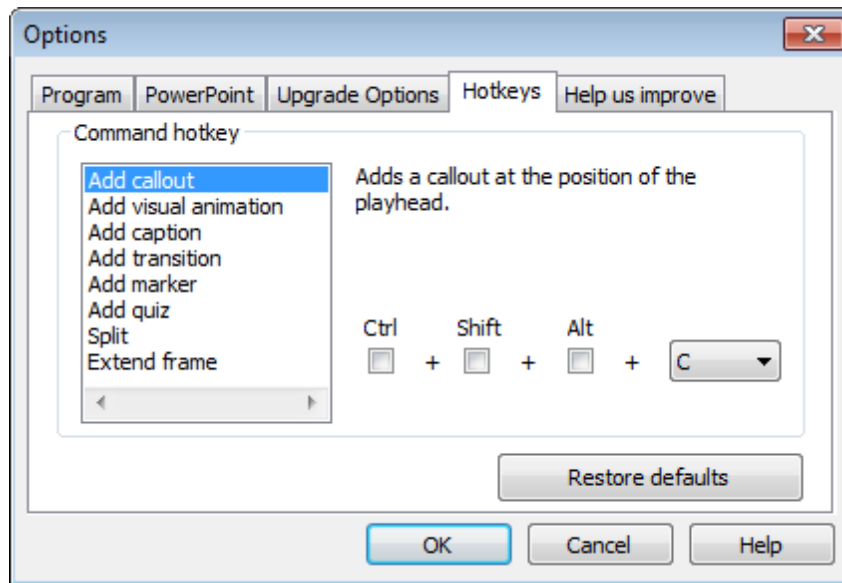 Options
Program PowerPoint Upgrade Options Hotkeys Help us improve
Command hotkey
Add callout
Add visual animation
Add caption
Add transition
Add marker
Add quiz
Split
Extend frame
Adds a callout at the position of the
playhead.
Ctrl Shift Alt
+ + + C
Restore defaults
OK Cancel Help